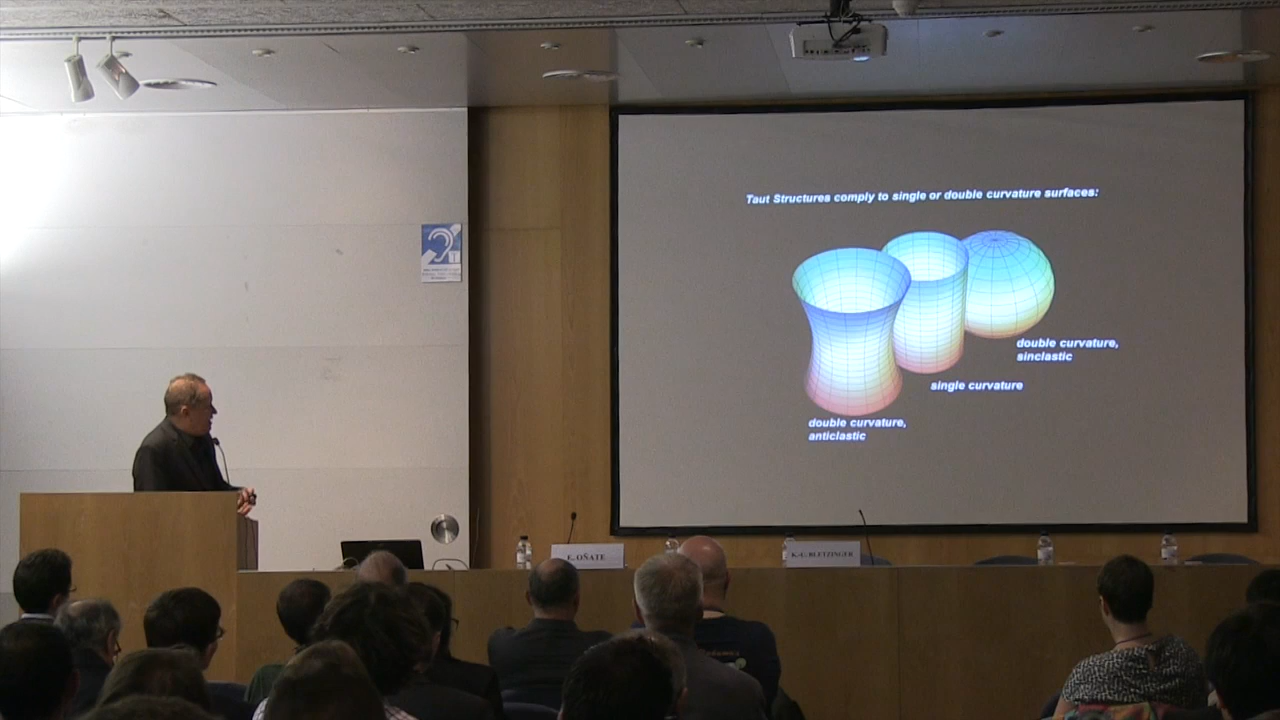 Taut Structures comply to single or double curvature surfaces:
double curvature,
sinclastic
single curvature
double curvature,
anticlastic
T
E. OÑATE
K.-U. BLETZINGER